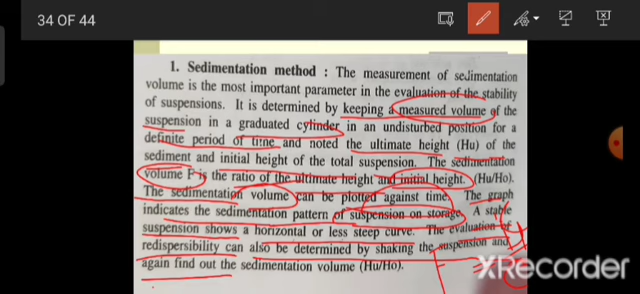 34 OF 44
1. Sedimentation method : The measurement of sedimentation
volume is the most important parameter in the evaluation of the stability
of suspensions. It is determined by keeping a measured volume of the
suspension in a graduated cylinder in an undisturbed position for a
definite period of time and noted the ultimate height (Hu) of the
sediment and initial height of the total suspension. The sedimentation
volume F is the ratio of the ultimate height and initial height. (Hu/Ho).
The sedimentation volume can be plotted against time. The graph
indicates the sedimentation pattern of suspension on storage. A stable
suspension shows a horizontal or less steep curve. The evaluation of
redispersibility can also be determined by shaking the suspension and
again find out the sedimentation volume (Hu/Ho).
XRecorder